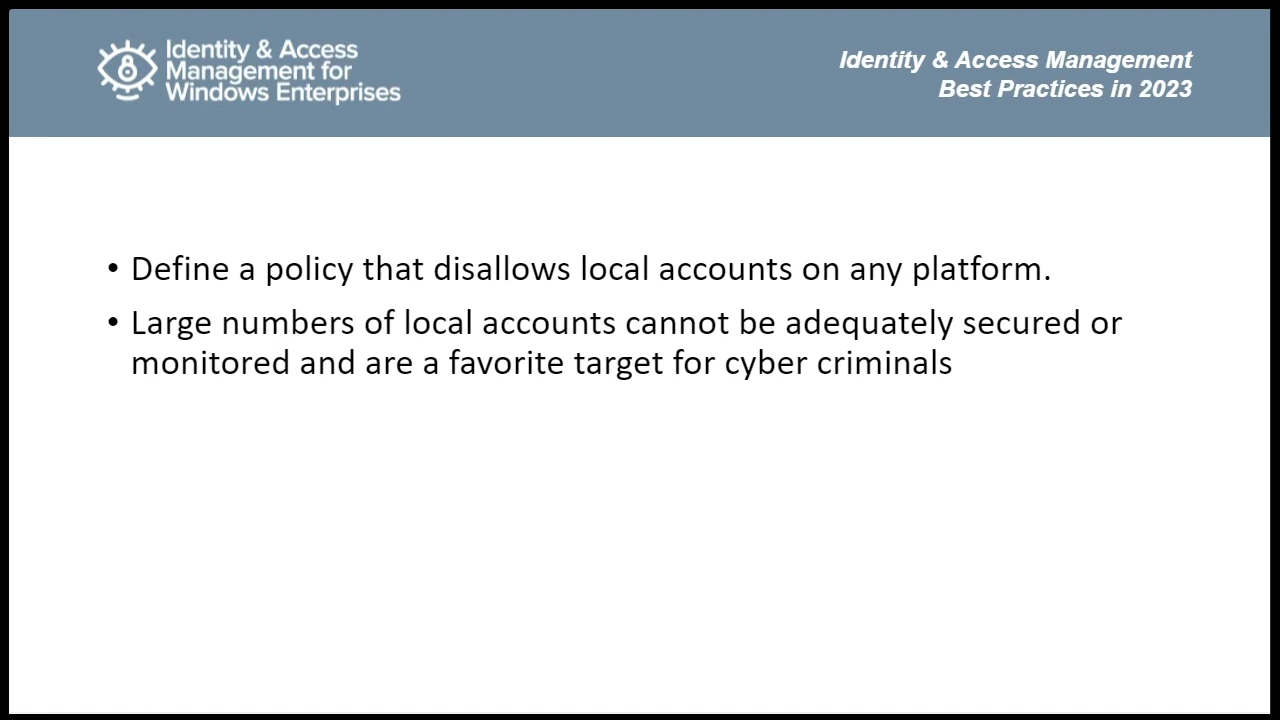 Identity & Access
Management for
Windows Enterprises
Identity & Access Management
Best Practices in 2023
• Define a policy that disallows local accounts on any platform.
• Large numbers of local accounts cannot be adequately secured or
monitored and are a favorite target for cyber criminals